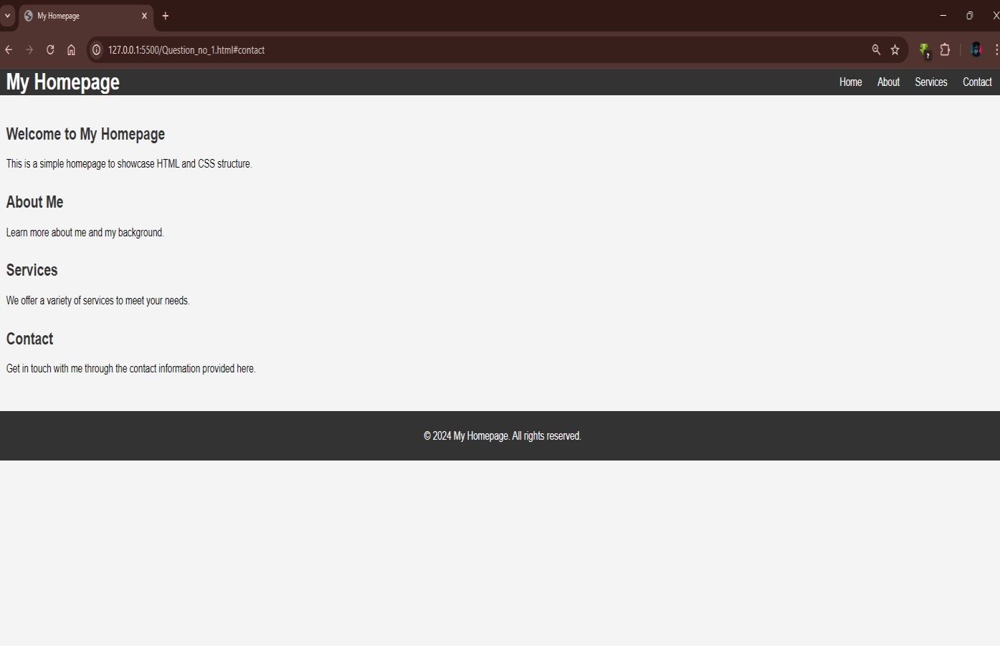 My Homepage
127.0.0.1:5500/Question_no_1.html#contact
My Homepage
Home About Services Contact
Welcome to My Homepage
This is a simple homepage to showcase HTML and CSS structure.
About Me
Learn more about me and my background.
Services
We offer a variety of services to meet your needs.
Contact
Get in touch with me through the contact information provided here.
© 2024 My Homepage. All rights reserved.